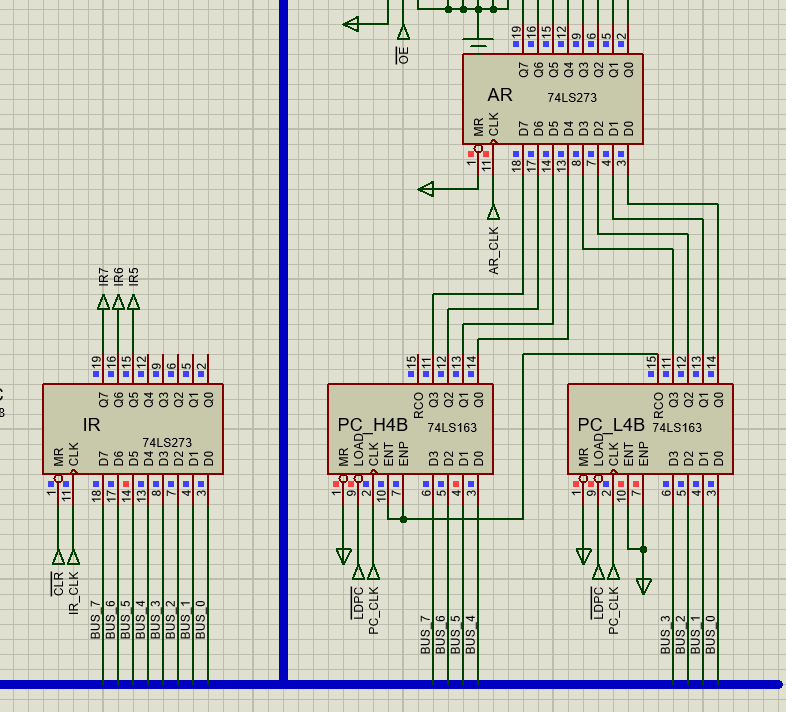 OE
19 16 15 12 9 6 5 2
Q7 Q6 Q5 Q4 Q3 Q2 Q1 Q0
AR
74LS273
MR CLK D7 D6 D5 D4 D3 D2 D1 D0
1 11 18 17 14 13 8 7 4 3
AR_CLK
IR7 IR6 IR5
19 16 15 12 9 6 5 2
Q7 Q6 Q5 Q4 Q3 Q2 Q1 Q0
IR
74LS273
MR CLK D7 D6 D5 D4 D3 D2 D1 D0
1 11 18 17 14 13 8 7 4 3
CLR IR_CLK
BUS_7 BUS_6 BUS_5 BUS_4 BUS_3 BUS_2 BUS_1 BUS_0
15 11 12 13 14
RCO Q3 Q2 Q1 Q0
PC_H4B
74LS163
MR LOAD CLK ENT ENP D3 D2 D1 D0
1 9 2 10 7 6 5 4 3
LDPC PC_CLK
BUS_7 BUS_6 BUS_5 BUS_4
15 11 12 13 14
RCO Q3 Q2 Q1 Q0
PC_L4B
74LS163
MR LOAD CLK ENT ENP D3 D2 D1 D0
1 9 2 10 7 6 5 4 3
LDPC PC_CLK
BUS_3 BUS_2 BUS_1 BUS_0